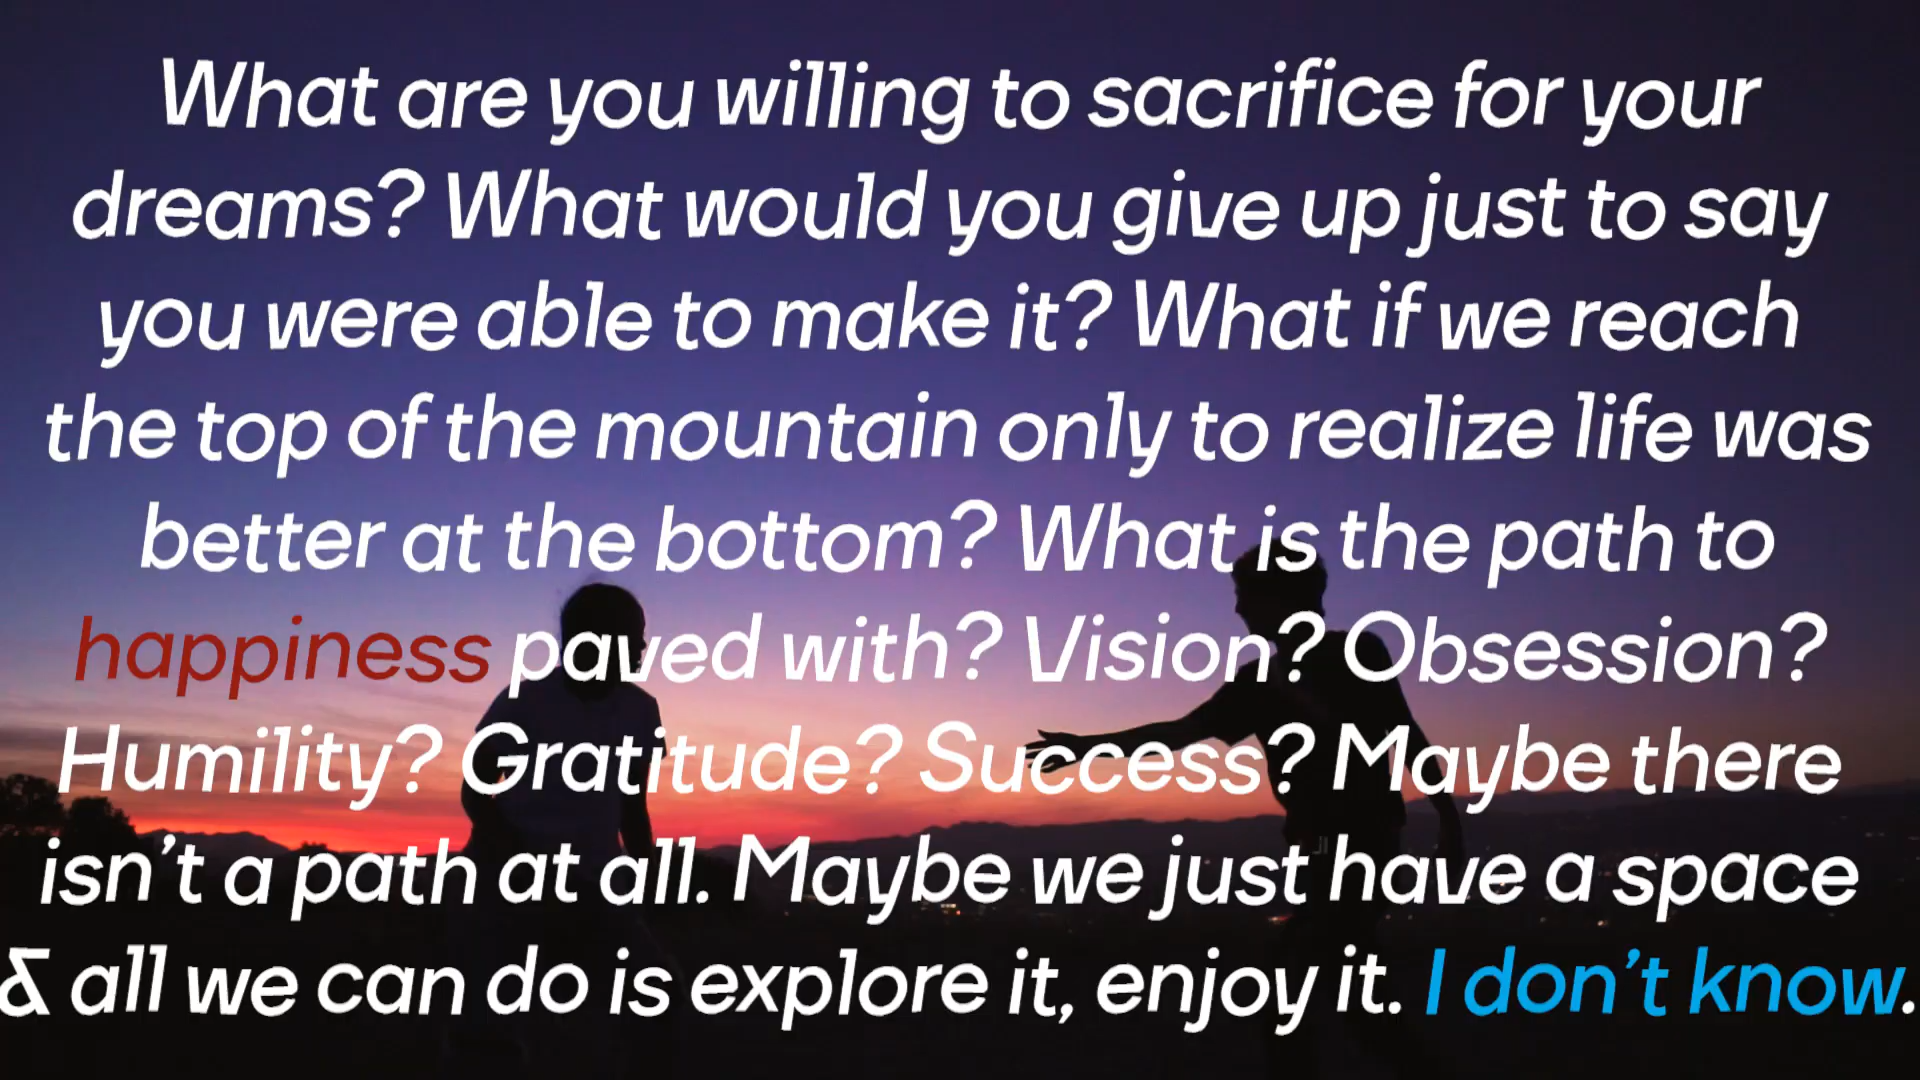 What are you willing to sacrifice for your
dreams? What would you give up just to say
you were able to make it? What if we reach
the top of the mountain only to realize life was
better at the bottom? What is the path to
happiness paved with? Vision? Obsession?
Humility? Gratitude? Success? Maybe there
isn’t a path at all. Maybe we just have a space
& all we can do is explore it, enjoy it. I don’t know.